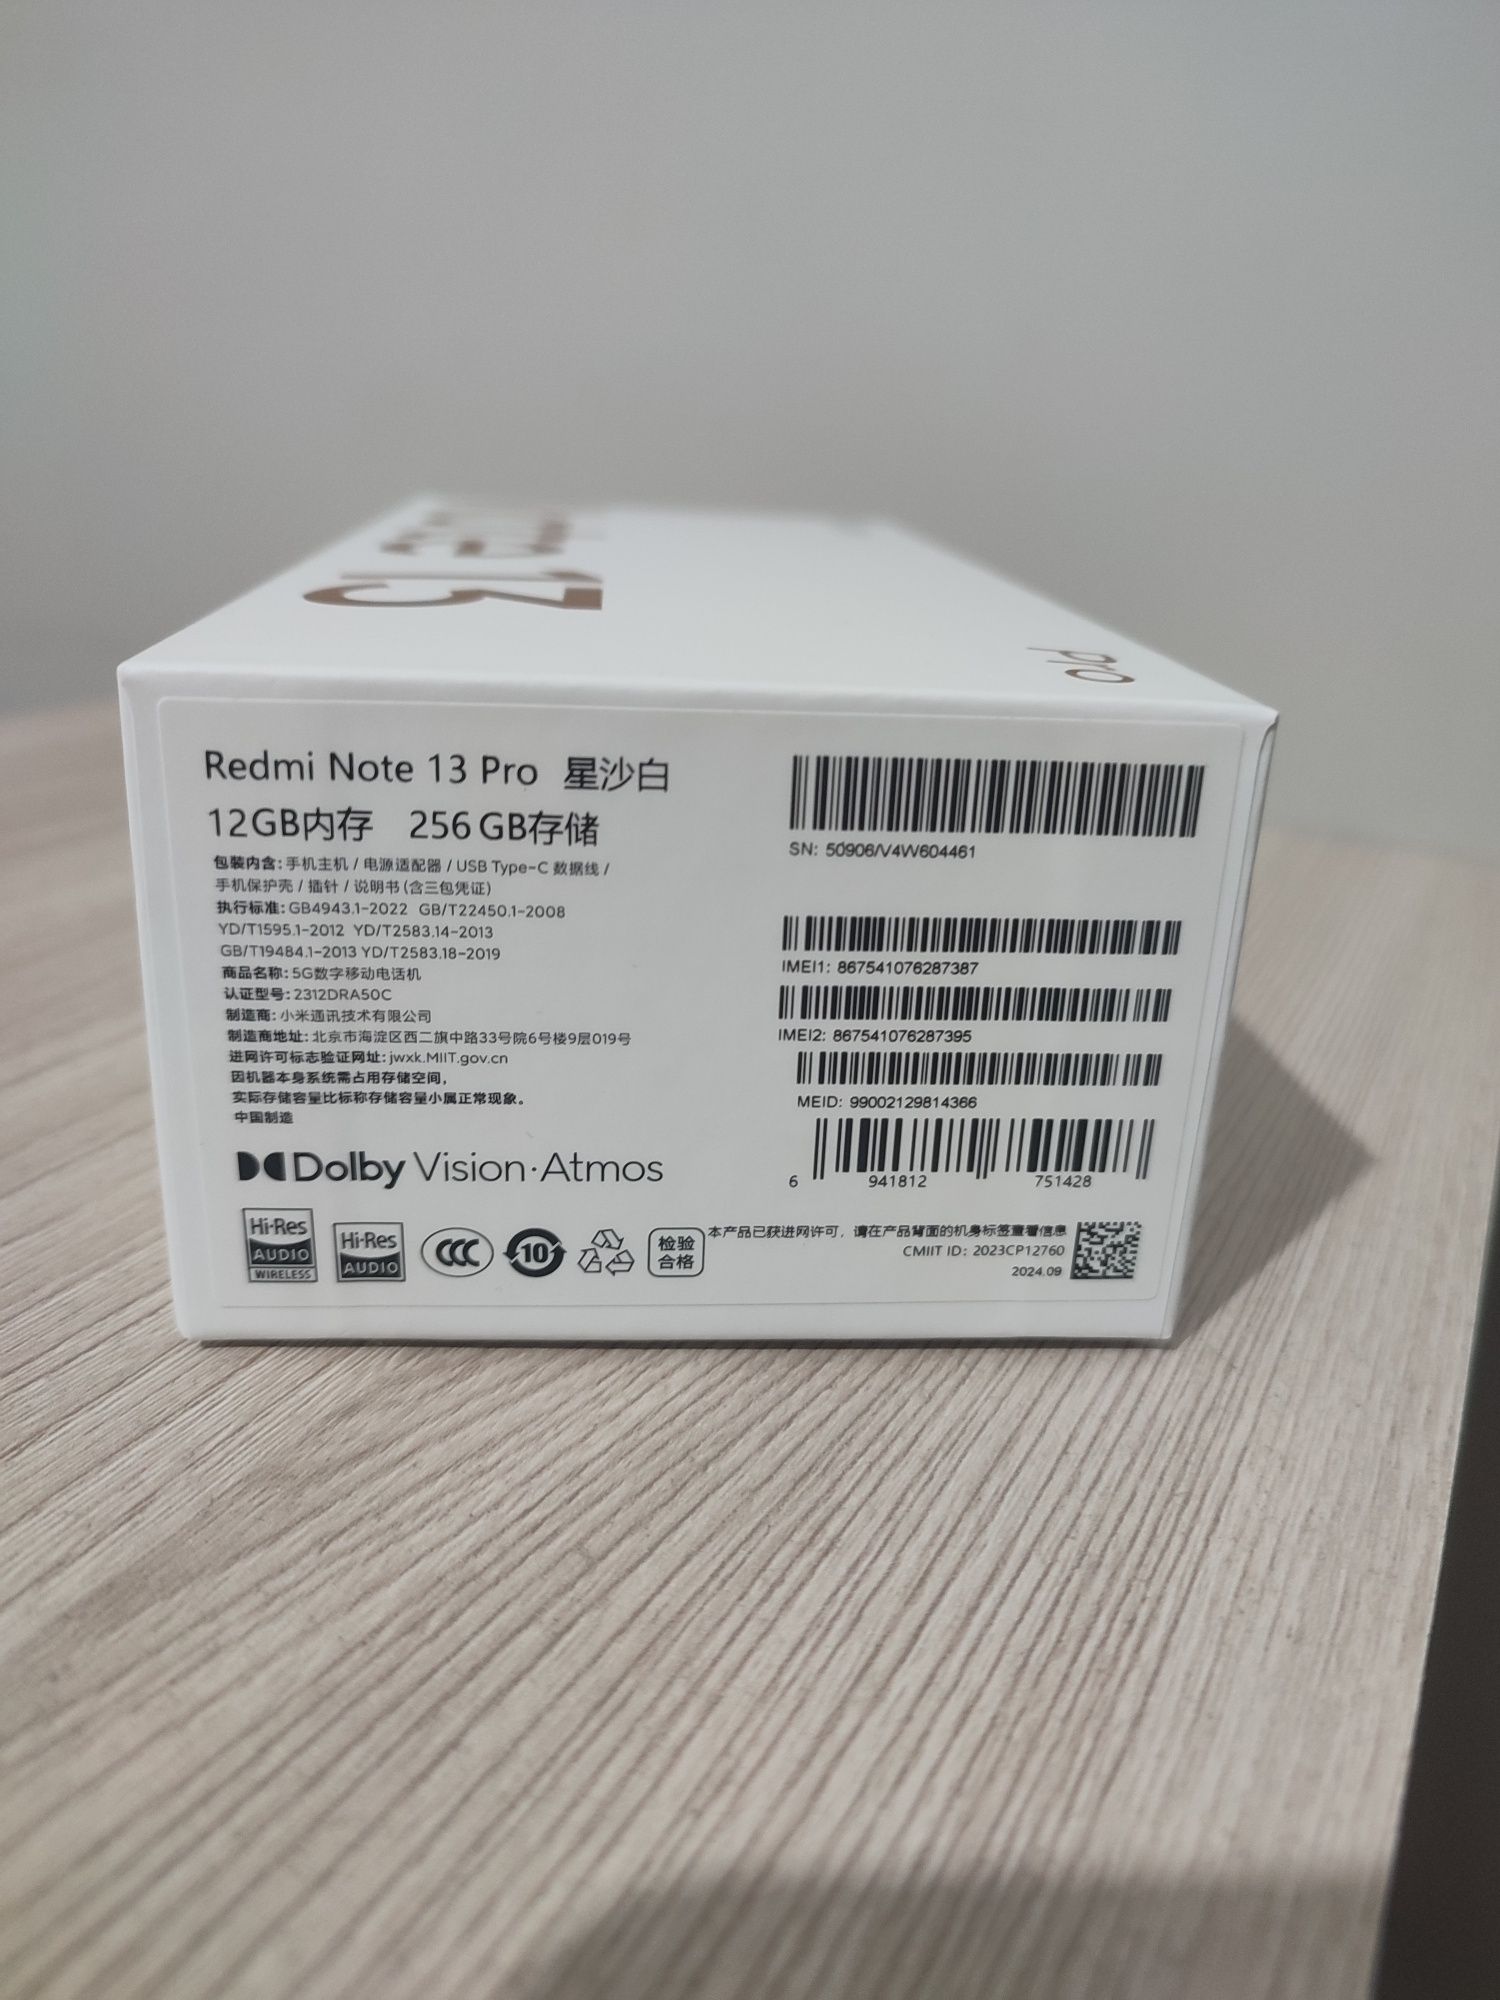 13
Pro
Redmi Note 13 Pro 星沙白
12GB内存 256GB存储
包装内含: 手机主机 / 电源适配器 / USB Type-C 数据线 /
手机保护壳 / 插针 / 说明书 (含三包凭证)
执行标准: GB4943.1-2022 GB/T22450.1-2008
YD/T1595.1-2012 YD/T2583.14-2013
GB/T19484.1-2013 YD/T2583.18-2019
商品名称: 5G数字移动电话机
认证型号: 2312DRA50C
制造商: 小米通讯技术有限公司
制造商地址: 北京市海淀区西二旗中路33号院6号楼9层019号
进网许可标志验证网址: jwxk.MIIT.gov.cn
因机器本身系统需占用存储空间,
实际存储容量比标称存储容量小属正常现象。
中国制造
Dolby Vision·Atmos
Hi-Res
AUDIO
WIRELESS
Hi-Res
AUDIO
CCC
10
检验
合格
SN: 50906/V4W604461
IMEI1: 867541076287387
IMEI2: 867541076287395
MEID: 99002129814366
6 941812 751428
本产品已获进网许可, 请在产品背面的机身标签查看信息
CMIIT ID: 2023CP12760
2024.09